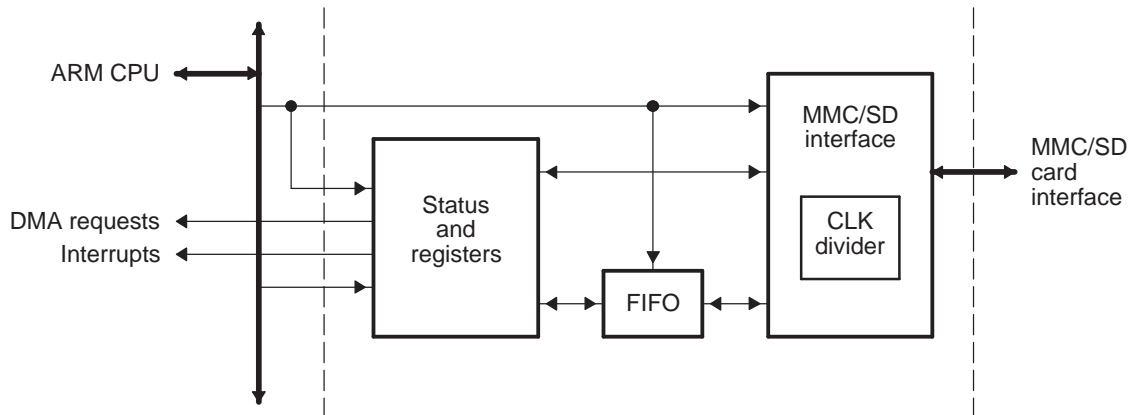 ARM CPU
DMA requests
Interrupts
Status
and
registers
FIFO
MMC/SD
interface
CLK
divider
MMC/SD
card
interface